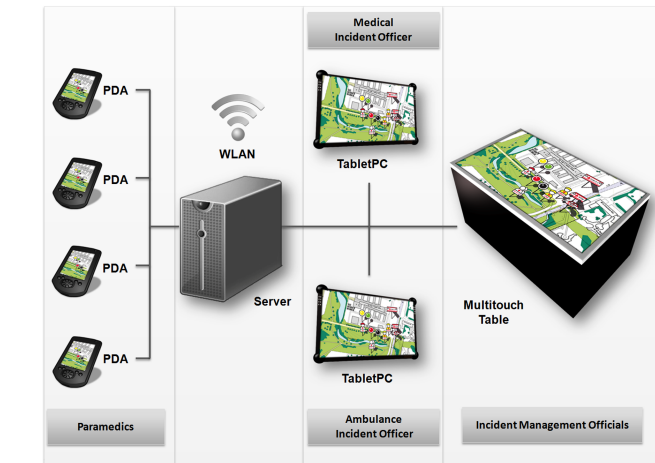 Medical
Incident Officer
PDA
PDA
PDA
PDA
WLAN
Server
TabletPC
TabletPC
Multitouch
Table
Paramedics
Ambulance
Incident Officer
Incident Management Officials